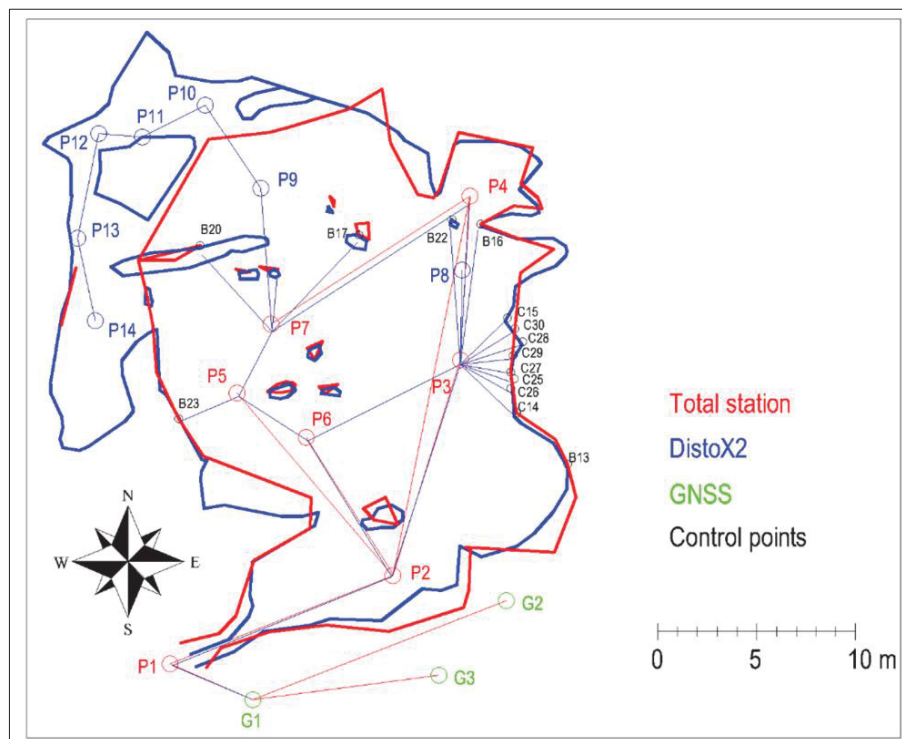 P10
P11
P12
P9
P4
P13
B20
B17
B22
B16
P8
C15
P14
P7
C30
C28
C29
P3
P5
C27
C25
C26
B23
P6
C14
Total station
DistoX2
B13
GNSS
Control points
N
W
E
S
P2
G2
P1
G3
G1
0
5
10 m